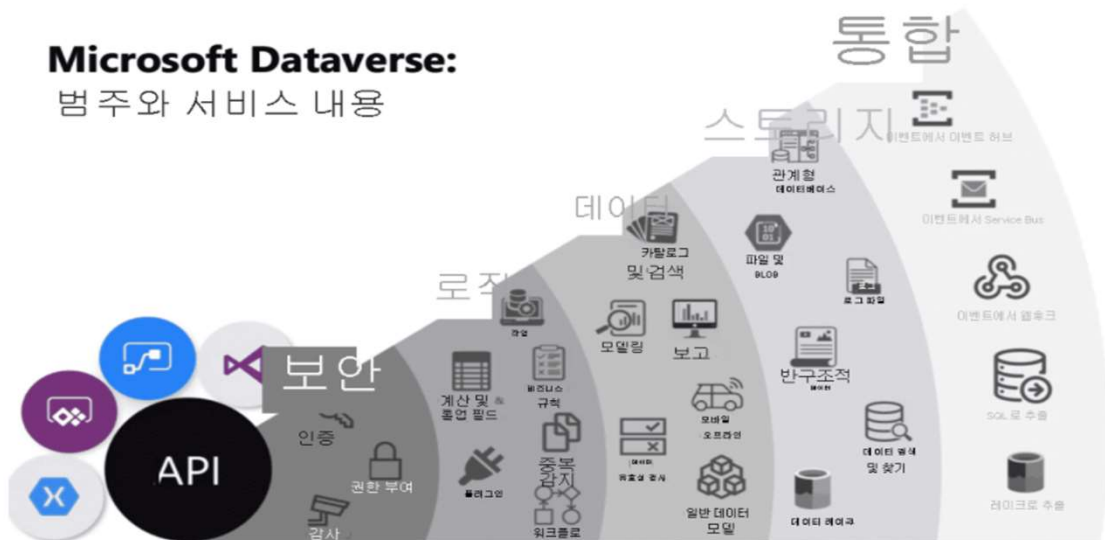 Microsoft Dataverse:
범주와 서비스 내용
API
보안
인증
권한 부여
감사
로직
작업
계산 및 &
롤업 필드
비즈니스
규칙
플러그인
중복
감지
워크플로
데이터
카탈로그
및 검색
모델링
보고
데이터
유효성 검사
모바일
오프라인
일반 데이터
모델
스토리지
관계형
데이터베이스
파일 및
BLOB
로그 파일
반구조적
데이터
데이터 검색
및 찾기
데이터 레이크
통합
이벤트에서 이벤트 허브
이벤트에서 Service Bus
이벤트에서 웹후크
SQL로 추출
레이크로 추출